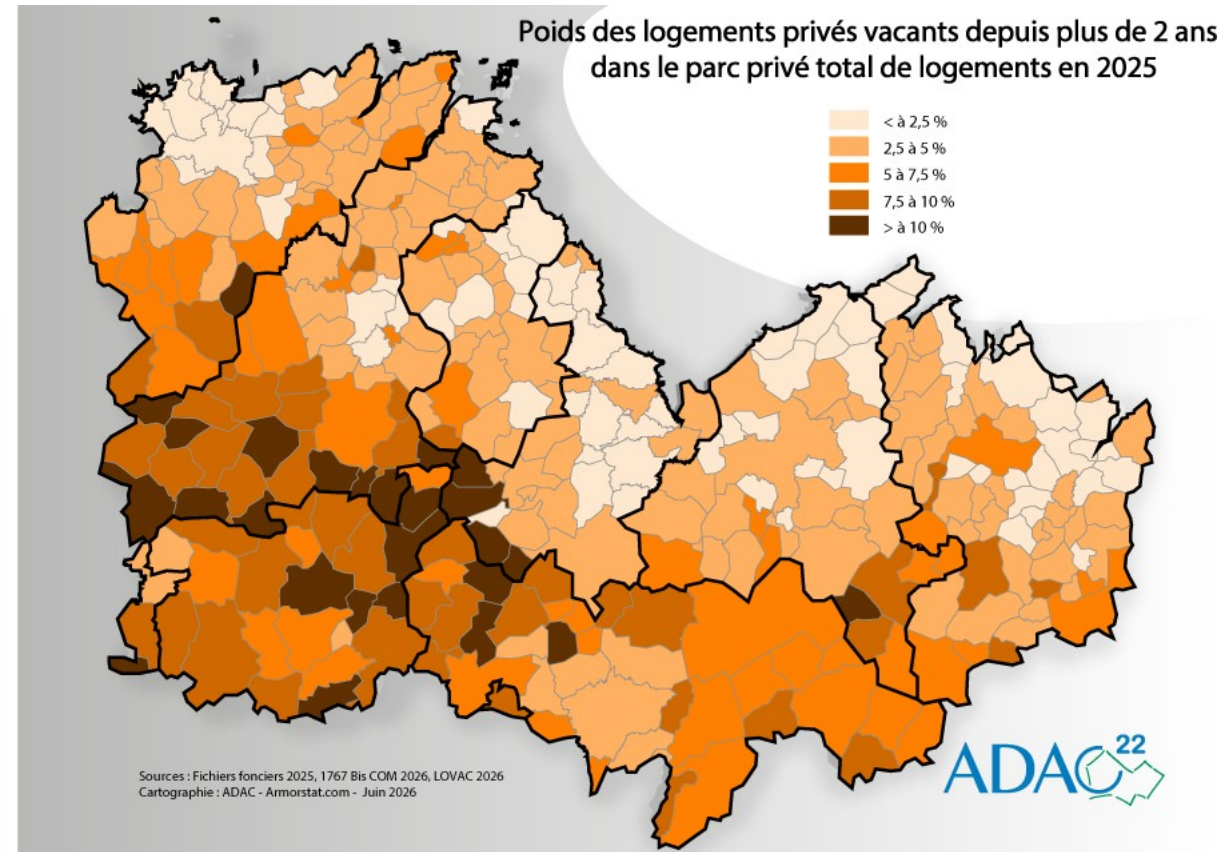 Poids des logements privés vacants depuis plus de 2 ans
dans le parc privé total de logements en 2025
< à 2,5 %
2,5 à 5 %
5 à 7,5 %
7,5 à 10 %
> à 10 %
Sources : Fichiers fonciers 2025, 1767 Bis COM 2026, LOVAC 2026
Cartographie : ADAC - Armorstat.com - Juin 2026
ADAC 22